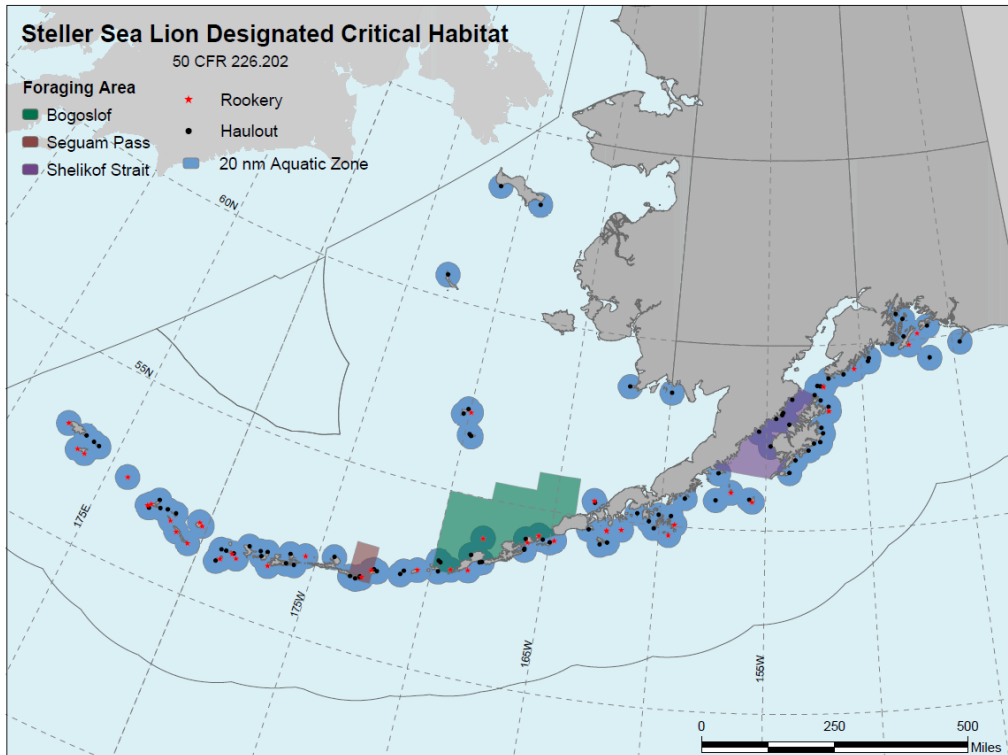 Steller Sea Lion Designated Critical Habitat
50 CFR 226.202
Foraging Area
Bogoslof
Seguam Pass
Shelikof Strait
Rookery
Haulout
20 nm Aquatic Zone
60N
55N
175E
175W
165W
155W
0 250 500
Miles